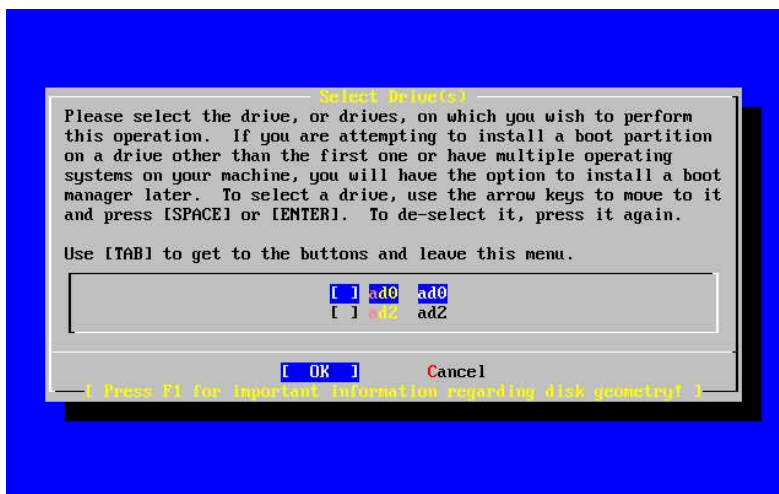 Select Drive(s)
Please select the drive, or drives, on which you wish to perform
this operation.  If you are attempting to install a boot partition
on a drive other than the first one or have multiple operating
systems on your machine, you will have the option to install a boot
manager later.  To select a drive, use the arrow keys to move to it
and press [SPACE] or [ENTER].  To de-select it, press it again.
Use [TAB] to get to the buttons and leave this menu.
[ ] ad0 ad0
[ ] ad2 ad2
[ OK ] Cancel
[ Press F1 for important information regarding disk geometry! ]